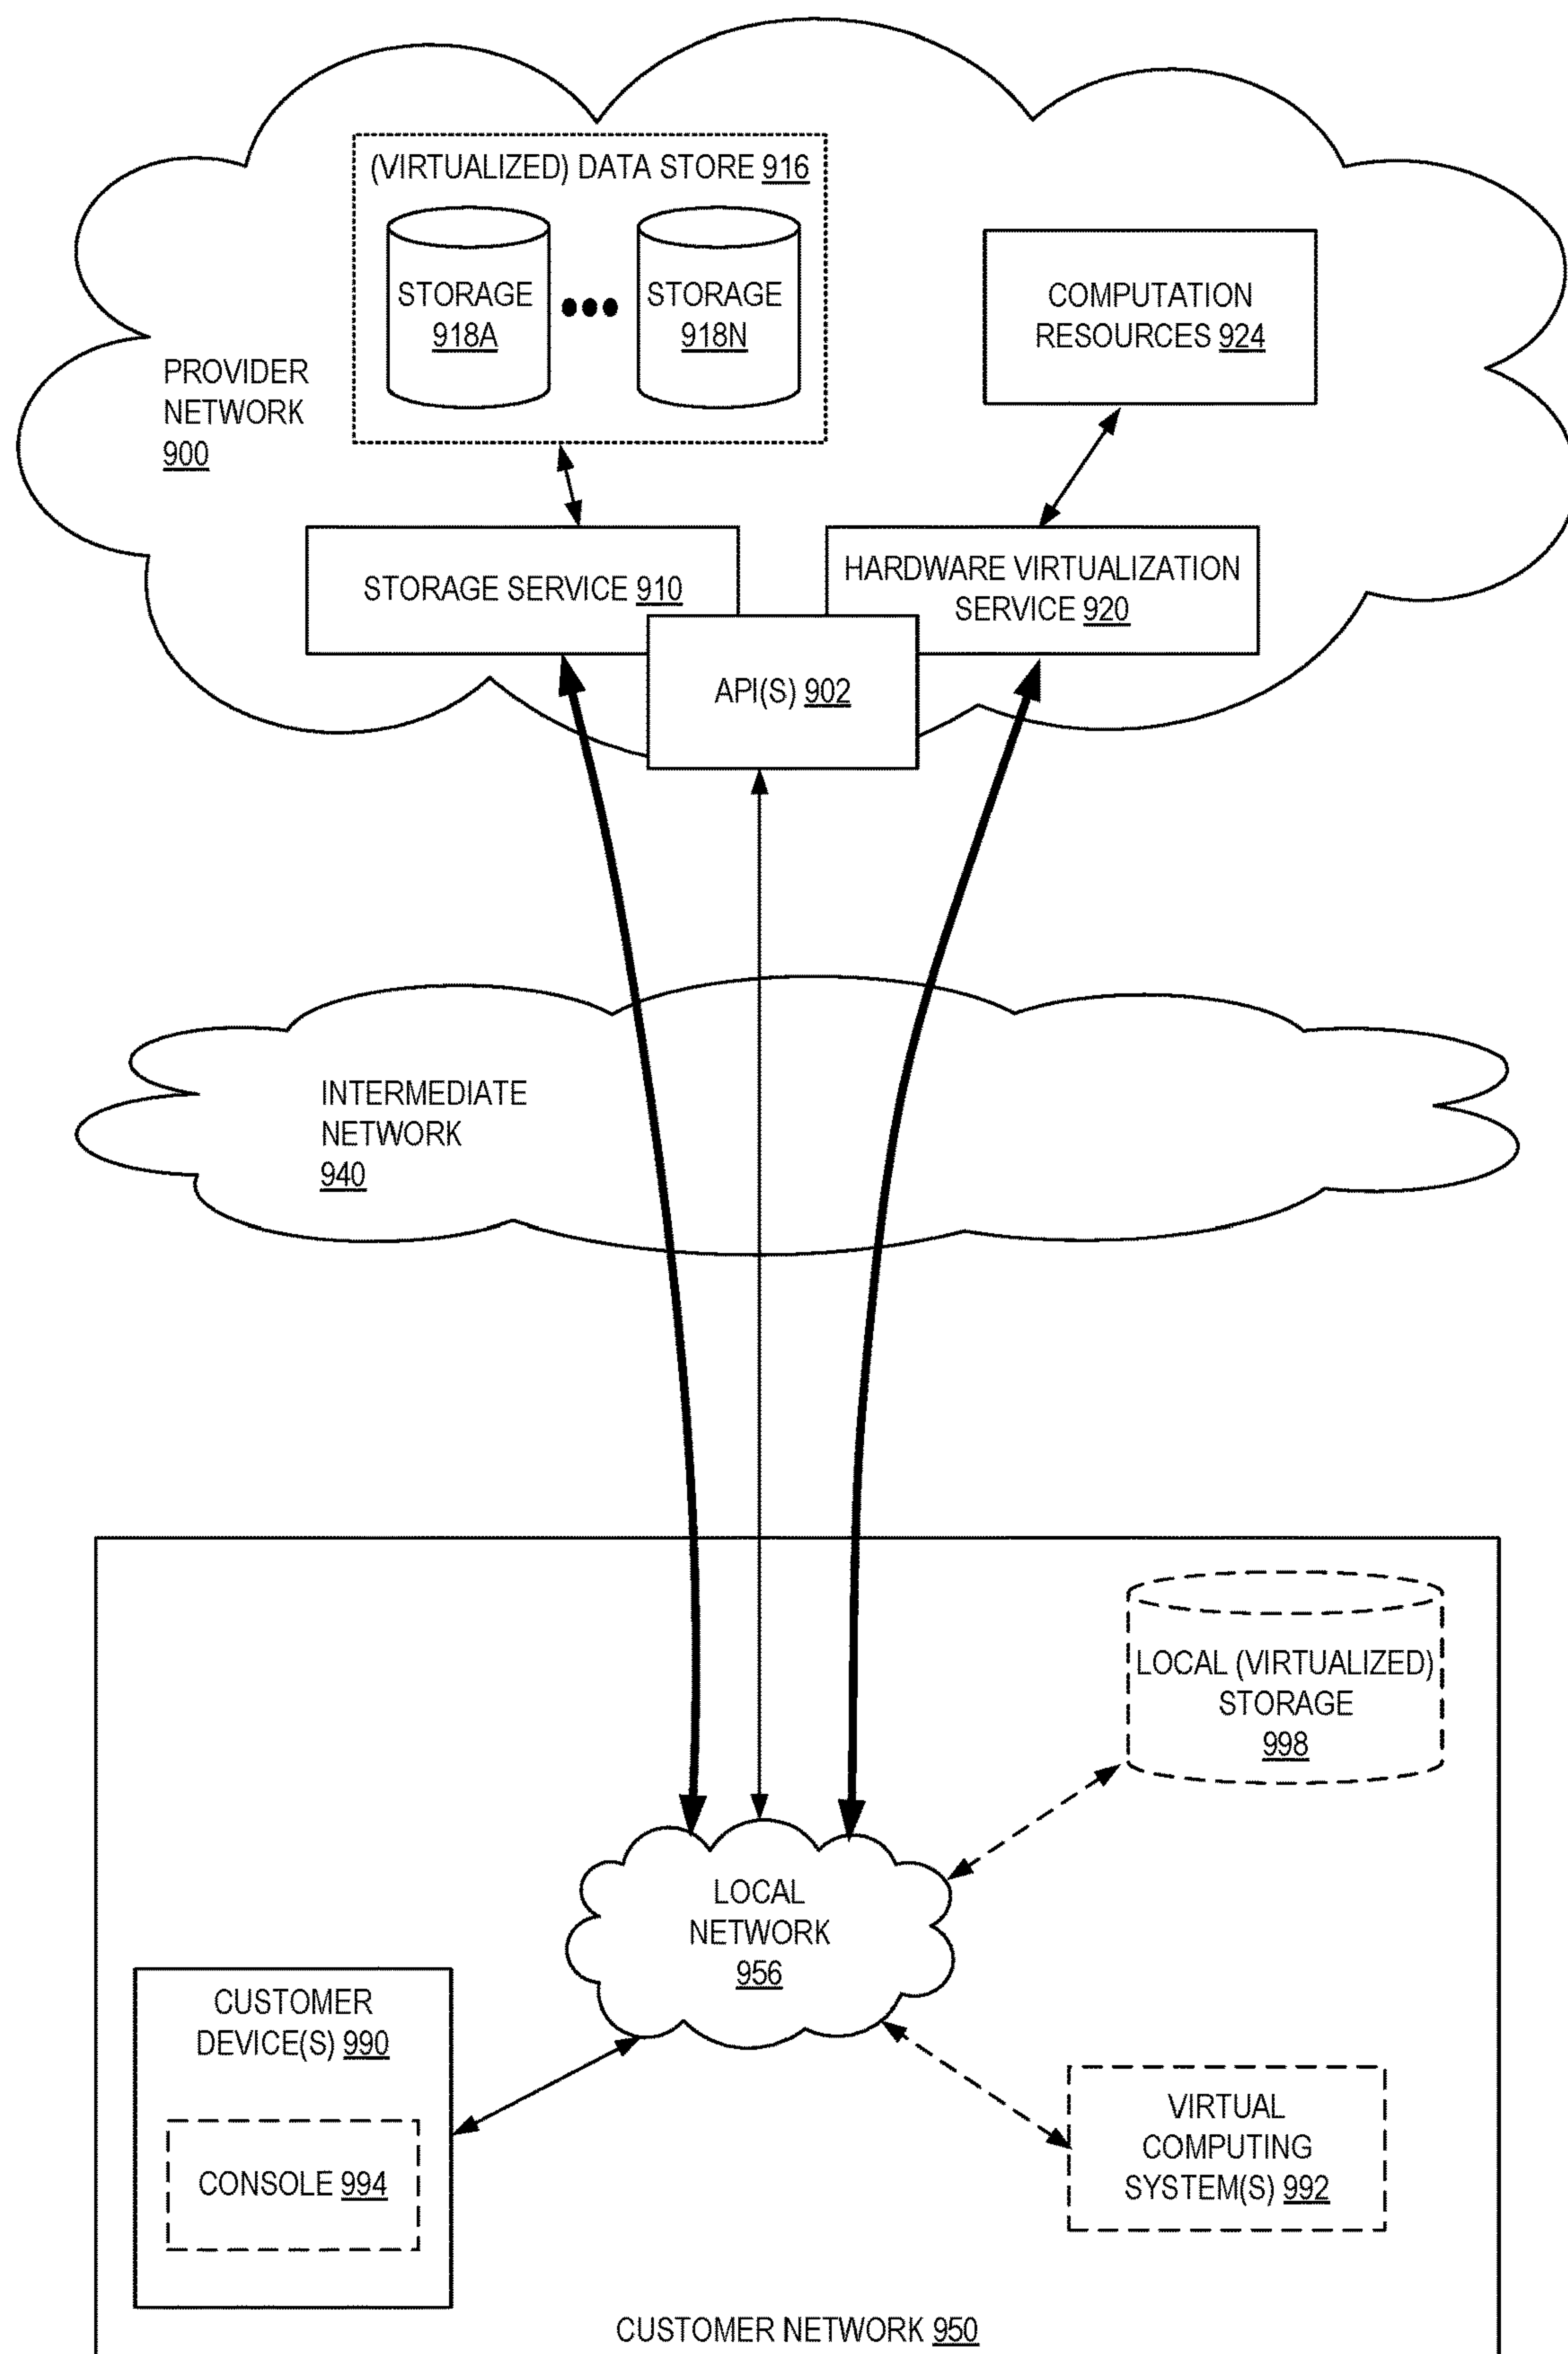 (VIRTUALIZED) DATA STORE 916
STORAGE
918A
STORAGE
918N
COMPUTATION
RESOURCES 924
PROVIDER
NETWORK
900
STORAGE SERVICE 910
HARDWARE VIRTUALIZATION
SERVICE 920
API(S) 902
INTERMEDIATE
NETWORK
940
LOCAL (VIRTUALIZED)
STORAGE
998
LOCAL
NETWORK
956
CUSTOMER
DEVICE(S) 990
CONSOLE 994
VIRTUAL
COMPUTING
SYSTEM(S) 992
CUSTOMER NETWORK 950